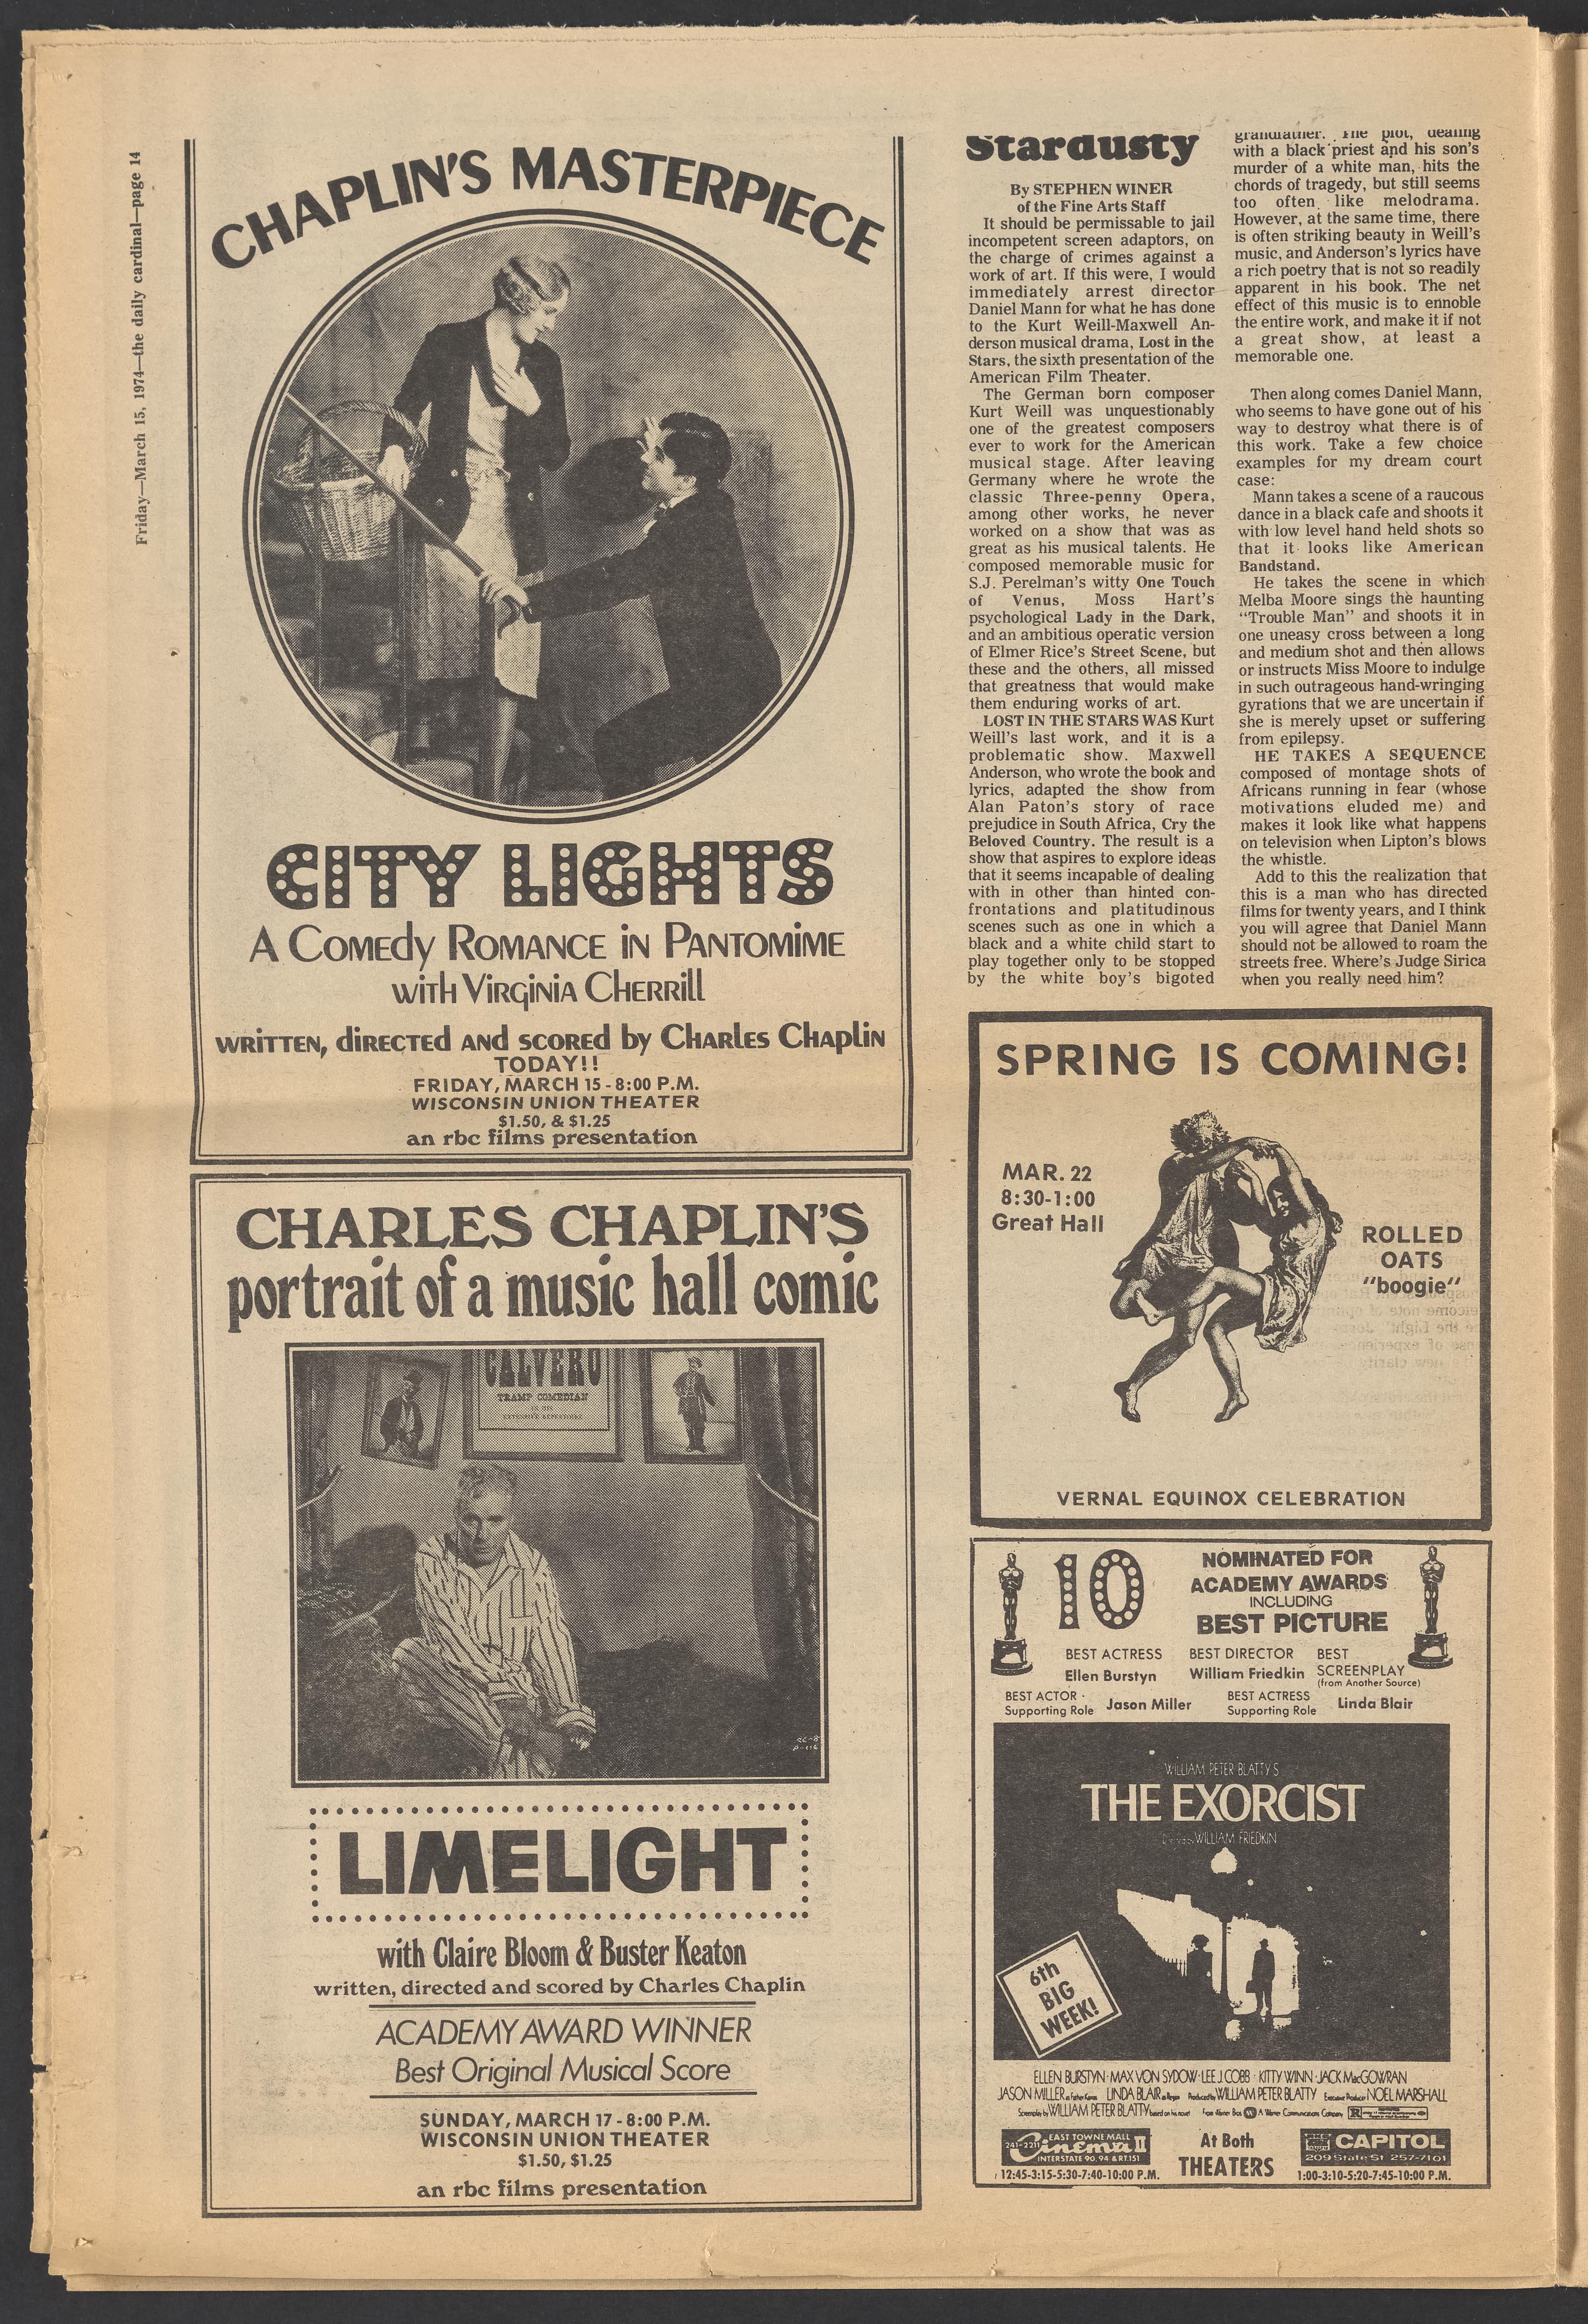 Friday—March 15, 1974—the daily cardinal—page 14
CHAPLIN'S MASTERPIECE
CITY LIGHTS
A Comedy Romance in Pantomime
with Virginia Cherrill
written, directed and scored by Charles Chaplin
TODAY!!
FRIDAY, MARCH 15 - 8:00 P.M.
WISCONSIN UNION THEATER
$1.50, & $1.25
an rbc films presentation
CHARLES CHAPLIN'S
portrait of a music hall comic
CALVERO
TRAMP COMEDIAN
IN HIS
EXTENSIVE REPERTOIRE
LIMELIGHT
with Claire Bloom & Buster Keaton
written, directed and scored by Charles Chaplin
ACADEMY AWARD WINNER
Best Original Musical Score
SUNDAY, MARCH 17 - 8:00 P.M.
WISCONSIN UNION THEATER
$1.50, $1.25
an rbc films presentation
Stardusty
By STEPHEN WINER
of the Fine Arts Staff
It should be permissable to jail
incompetent screen adaptors, on
the charge of crimes against a
work of art. If this were, I would
immediately arrest director
Daniel Mann for what he has done
to the Kurt Weill-Maxwell An-
derson musical drama, Lost in the
Stars, the sixth presentation of the
American Film Theater.
The German born composer
Kurt Weill was unquestionably
one of the greatest composers
ever to work for the American
musical stage. After leaving
Germany where he wrote the
classic Three-penny Opera,
among other works, he never
worked on a show that was as
great as his musical talents. He
composed memorable music for
S.J. Perelman's witty One Touch
of Venus, Moss Hart's
psychological Lady in the Dark,
and an ambitious operatic version
of Elmer Rice's Street Scene, but
these and the others, all missed
that greatness that would make
them enduring works of art.
LOST IN THE STARS WAS Kurt
Weill's last work, and it is a
problematic show. Maxwell
Anderson, who wrote the book and
lyrics, adapted the show from
Alan Paton's story of race
prejudice in South Africa, Cry the
Beloved Country. The result is a
show that aspires to explore ideas
that it seems incapable of dealing
with in other than hinted con-
frontations and platitudinous
scenes such as one in which a
black and a white child start to
play together only to be stopped
by the white boy's bigoted
grandfather. The plot, dealing
with a black priest and his son's
murder of a white man, hits the
chords of tragedy, but still seems
too often like melodrama.
However, at the same time, there
is often striking beauty in Weill's
music, and Anderson's lyrics have
a rich poetry that is not so readily
apparent in his book. The net
effect of this music is to ennoble
the entire work, and make it if not
a great show, at least a
memorable one.
Then along comes Daniel Mann,
who seems to have gone out of his
way to destroy what there is of
this work. Take a few choice
examples for my dream court
case:
Mann takes a scene of a raucous
dance in a black cafe and shoots it
with low level hand held shots so
that it looks like American
Bandstand.
He takes the scene in which
Melba Moore sings the haunting
"Trouble Man" and shoots it in
one uneasy cross between a long
and medium shot and then allows
or instructs Miss Moore to indulge
in such outrageous hand-wringing
gyrations that we are uncertain if
she is merely upset or suffering
from epilepsy.
HE TAKES A SEQUENCE
composed of montage shots of
Africans running in fear (whose
motivations eluded me) and
makes it look like what happens
on television when Lipton's blows
the whistle.
Add to this the realization that
this is a man who has directed
films for twenty years, and I think
you will agree that Daniel Mann
should not be allowed to roam the
streets free. Where's Judge Sirica
when you really need him?
SPRING IS COMING!
MAR. 22
8:30-1:00
Great Hall
ROLLED
OATS
"boogie"
VERNAL EQUINOX CELEBRATION
10
NOMINATED FOR
ACADEMY AWARDS
INCLUDING
BEST PICTURE
BEST ACTRESS
Ellen Burstyn
BEST DIRECTOR
William Friedkin
BEST
SCREENPLAY
(from Another Source)
BEST ACTOR
Supporting Role
Jason Miller
BEST ACTRESS
Supporting Role
Linda Blair
WILLIAM PETER BLATTY'S
THE EXORCIST
Directed by WILLIAM FRIEDKIN
6th
BIG
WEEK!
ELLEN BURSTYN · MAX VON SYDOW · LEE J. COBB · KITTY WINN · JACK MacGOWRAN
JASON MILLER as Father Karras LINDA BLAIR as Regan Produced by WILLIAM PETER BLATTY Executive Producer NOEL MARSHALL
Screenplay by WILLIAM PETER BLATTY based on his novel From Warner Bros A Warner Communications Company R
EAST TOWNE MALL
241-2211 Cinema II
INTERSTATE 90, 94 & RT. 151
12:45-3:15-5:30-7:40-10:00 P.M.
At Both
THEATERS
CAPITOL
209 State St 257-7101
1:00-3:10-5:20-7:45-10:00 P.M.